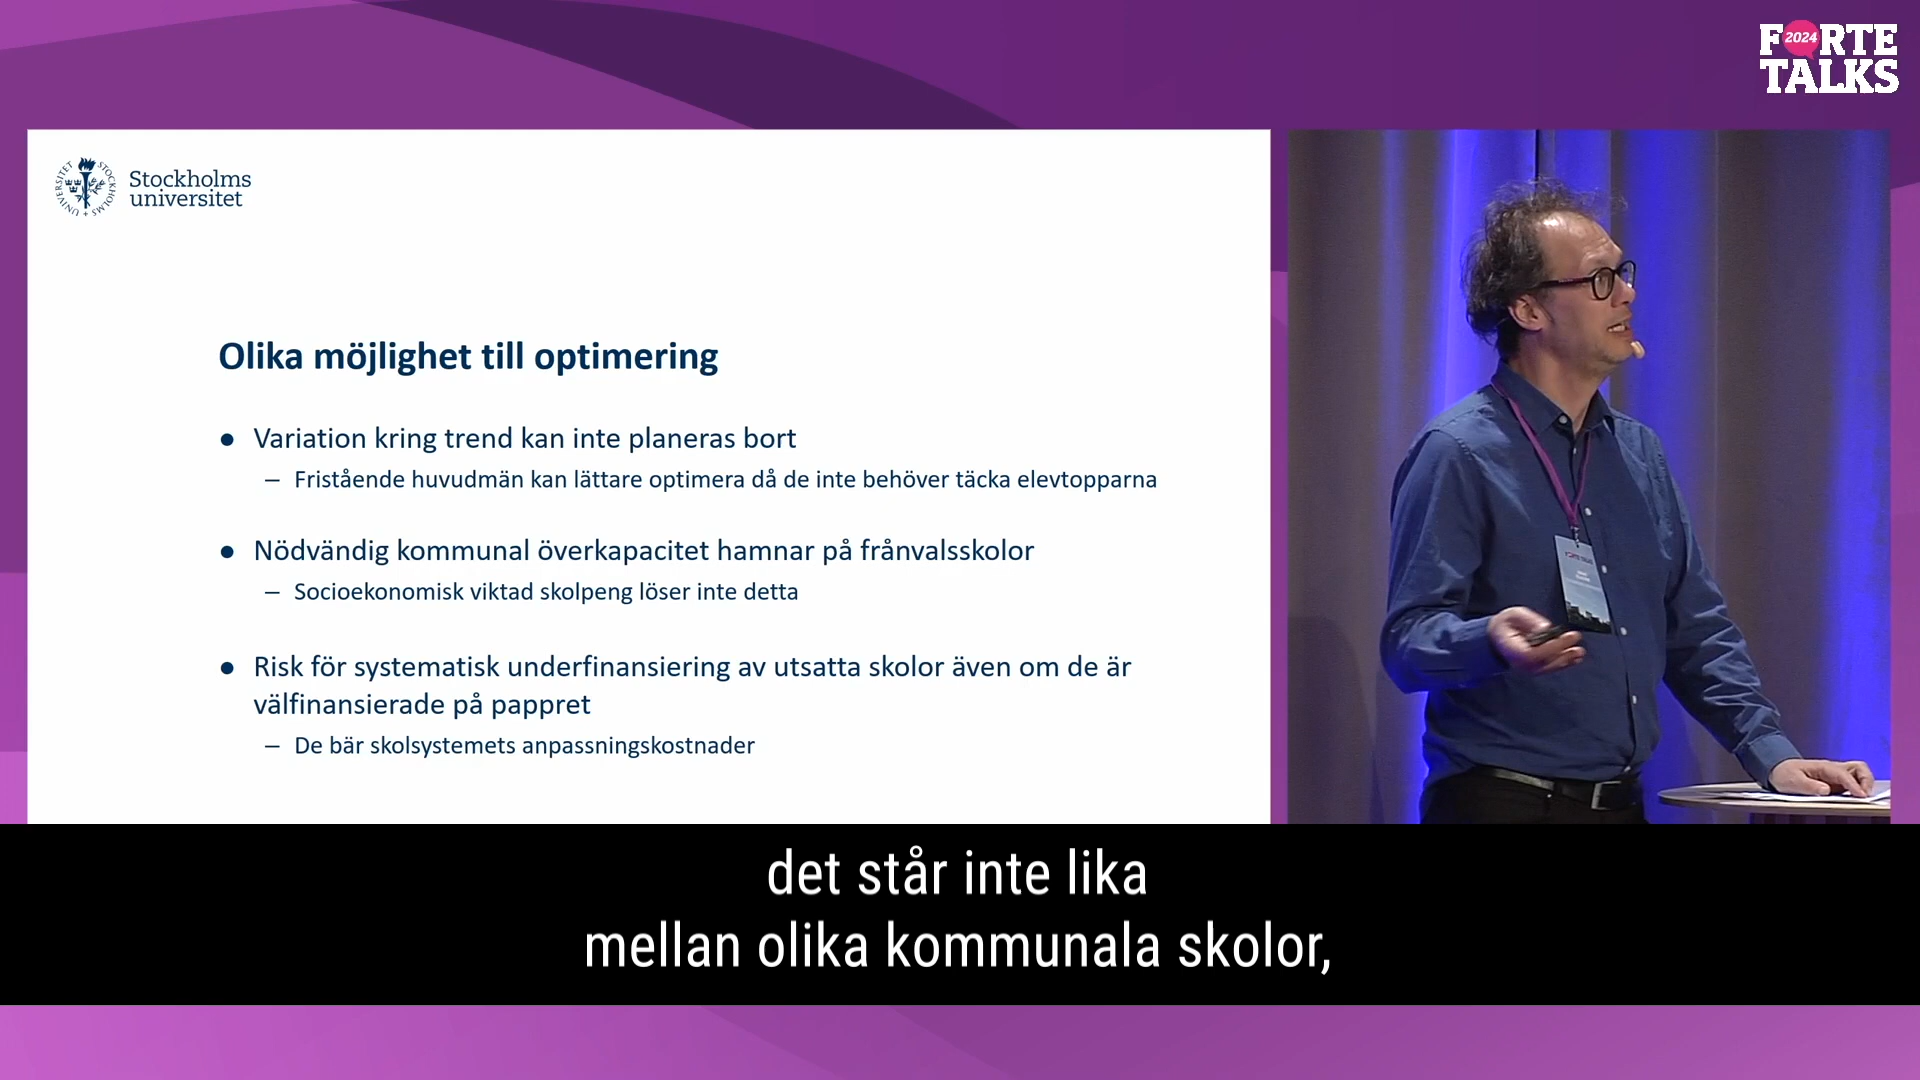 FORTE
2024
TALKS
Stockholms
universitet
Olika möjlighet till optimering
● Variation kring trend kan inte planeras bort
– Fristående huvudmän kan lättare optimera då de inte behöver täcka elevtopparna
● Nödvändig kommunal överkapacitet hamnar på frånvalsskolor
– Socioekonomisk viktad skolpeng löser inte detta
● Risk för systematisk underfinansiering av utsatta skolor även om de är
välfinansierade på pappret
– De bär skolsystemets anpassningskostnader
det står inte lika
mellan olika kommunala skolor,